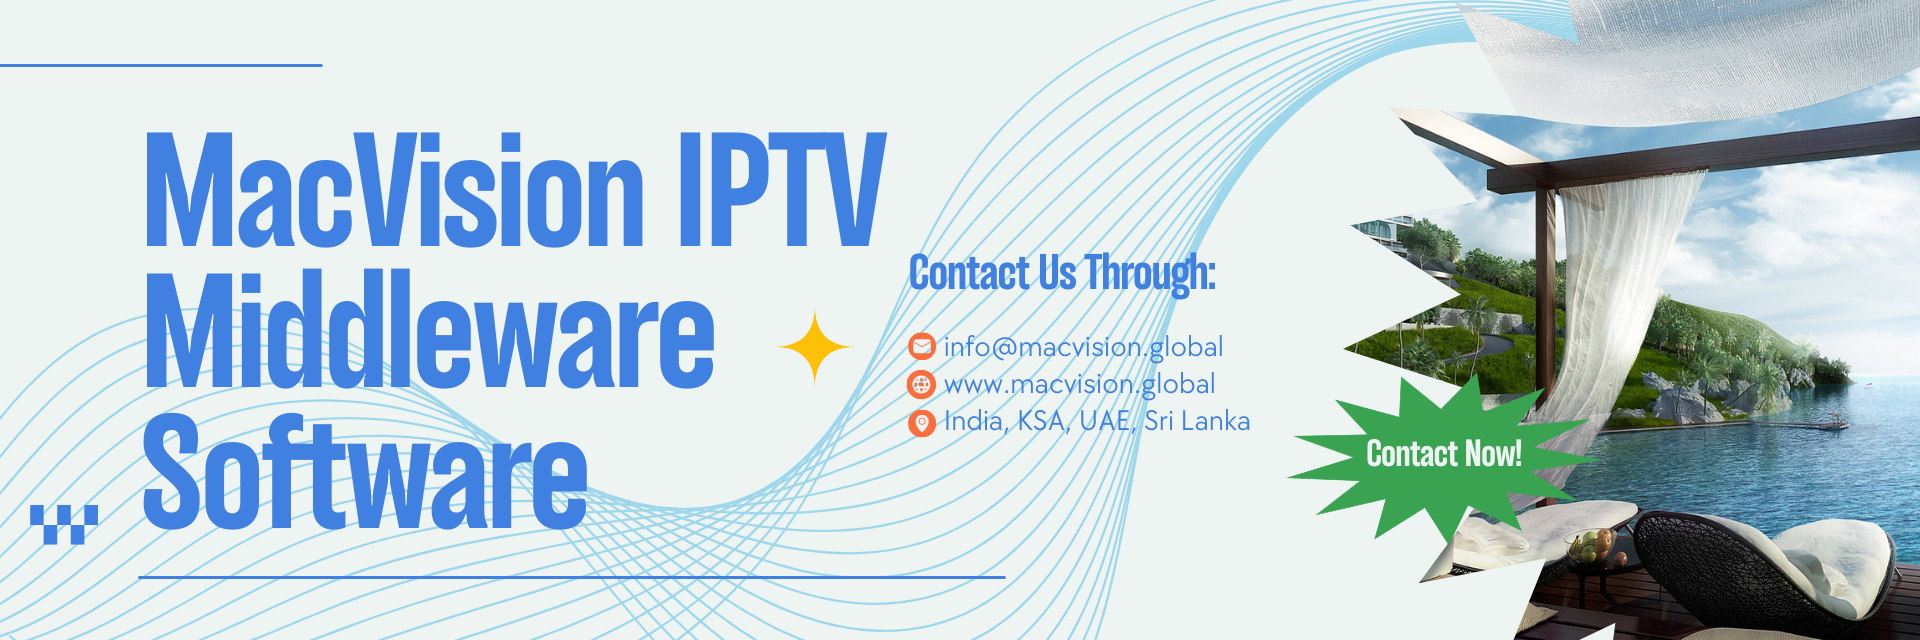 MacVision IPTV
Middleware
Software
Contact Us Through:
info@macvision.global
www.macvision.global
India, KSA, UAE, Sri Lanka
Contact Now!